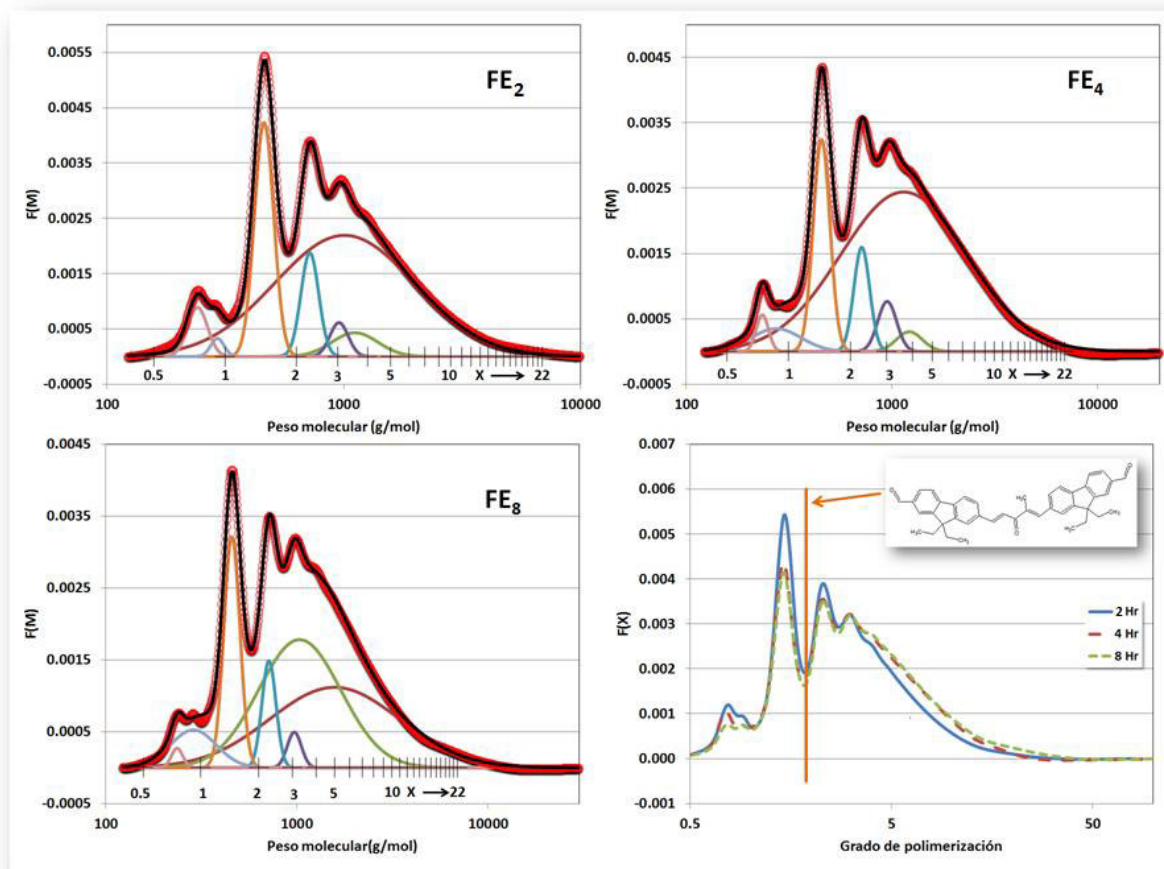 FE2
F(M)
0.0055
0.0045
0.0035
0.0025
0.0015
0.0005
-0.0005
0.5 1 2 3 5 10 X → 22
100 1000 10000
Peso molecular (g/mol)
FE4
F(M)
0.0045
0.0035
0.0025
0.0015
0.0005
-0.0005
0.5 1 2 3 5 10 X → 22
100 1000 10000
Peso molecular (g/mol)
FE8
F(M)
0.0045
0.0035
0.0025
0.0015
0.0005
-0.0005
0.5 1 2 3 5 10 X → 22
100 1000 10000
Peso molecular(g/mol)
F(X)
0.007
0.006
0.005
0.004
0.003
0.002
0.001
0.000
-0.001
O CH3 O
H3C CH3 O H3C CH3
2 Hr
4 Hr
8 Hr
0.5 5 50
Grado de polimerización